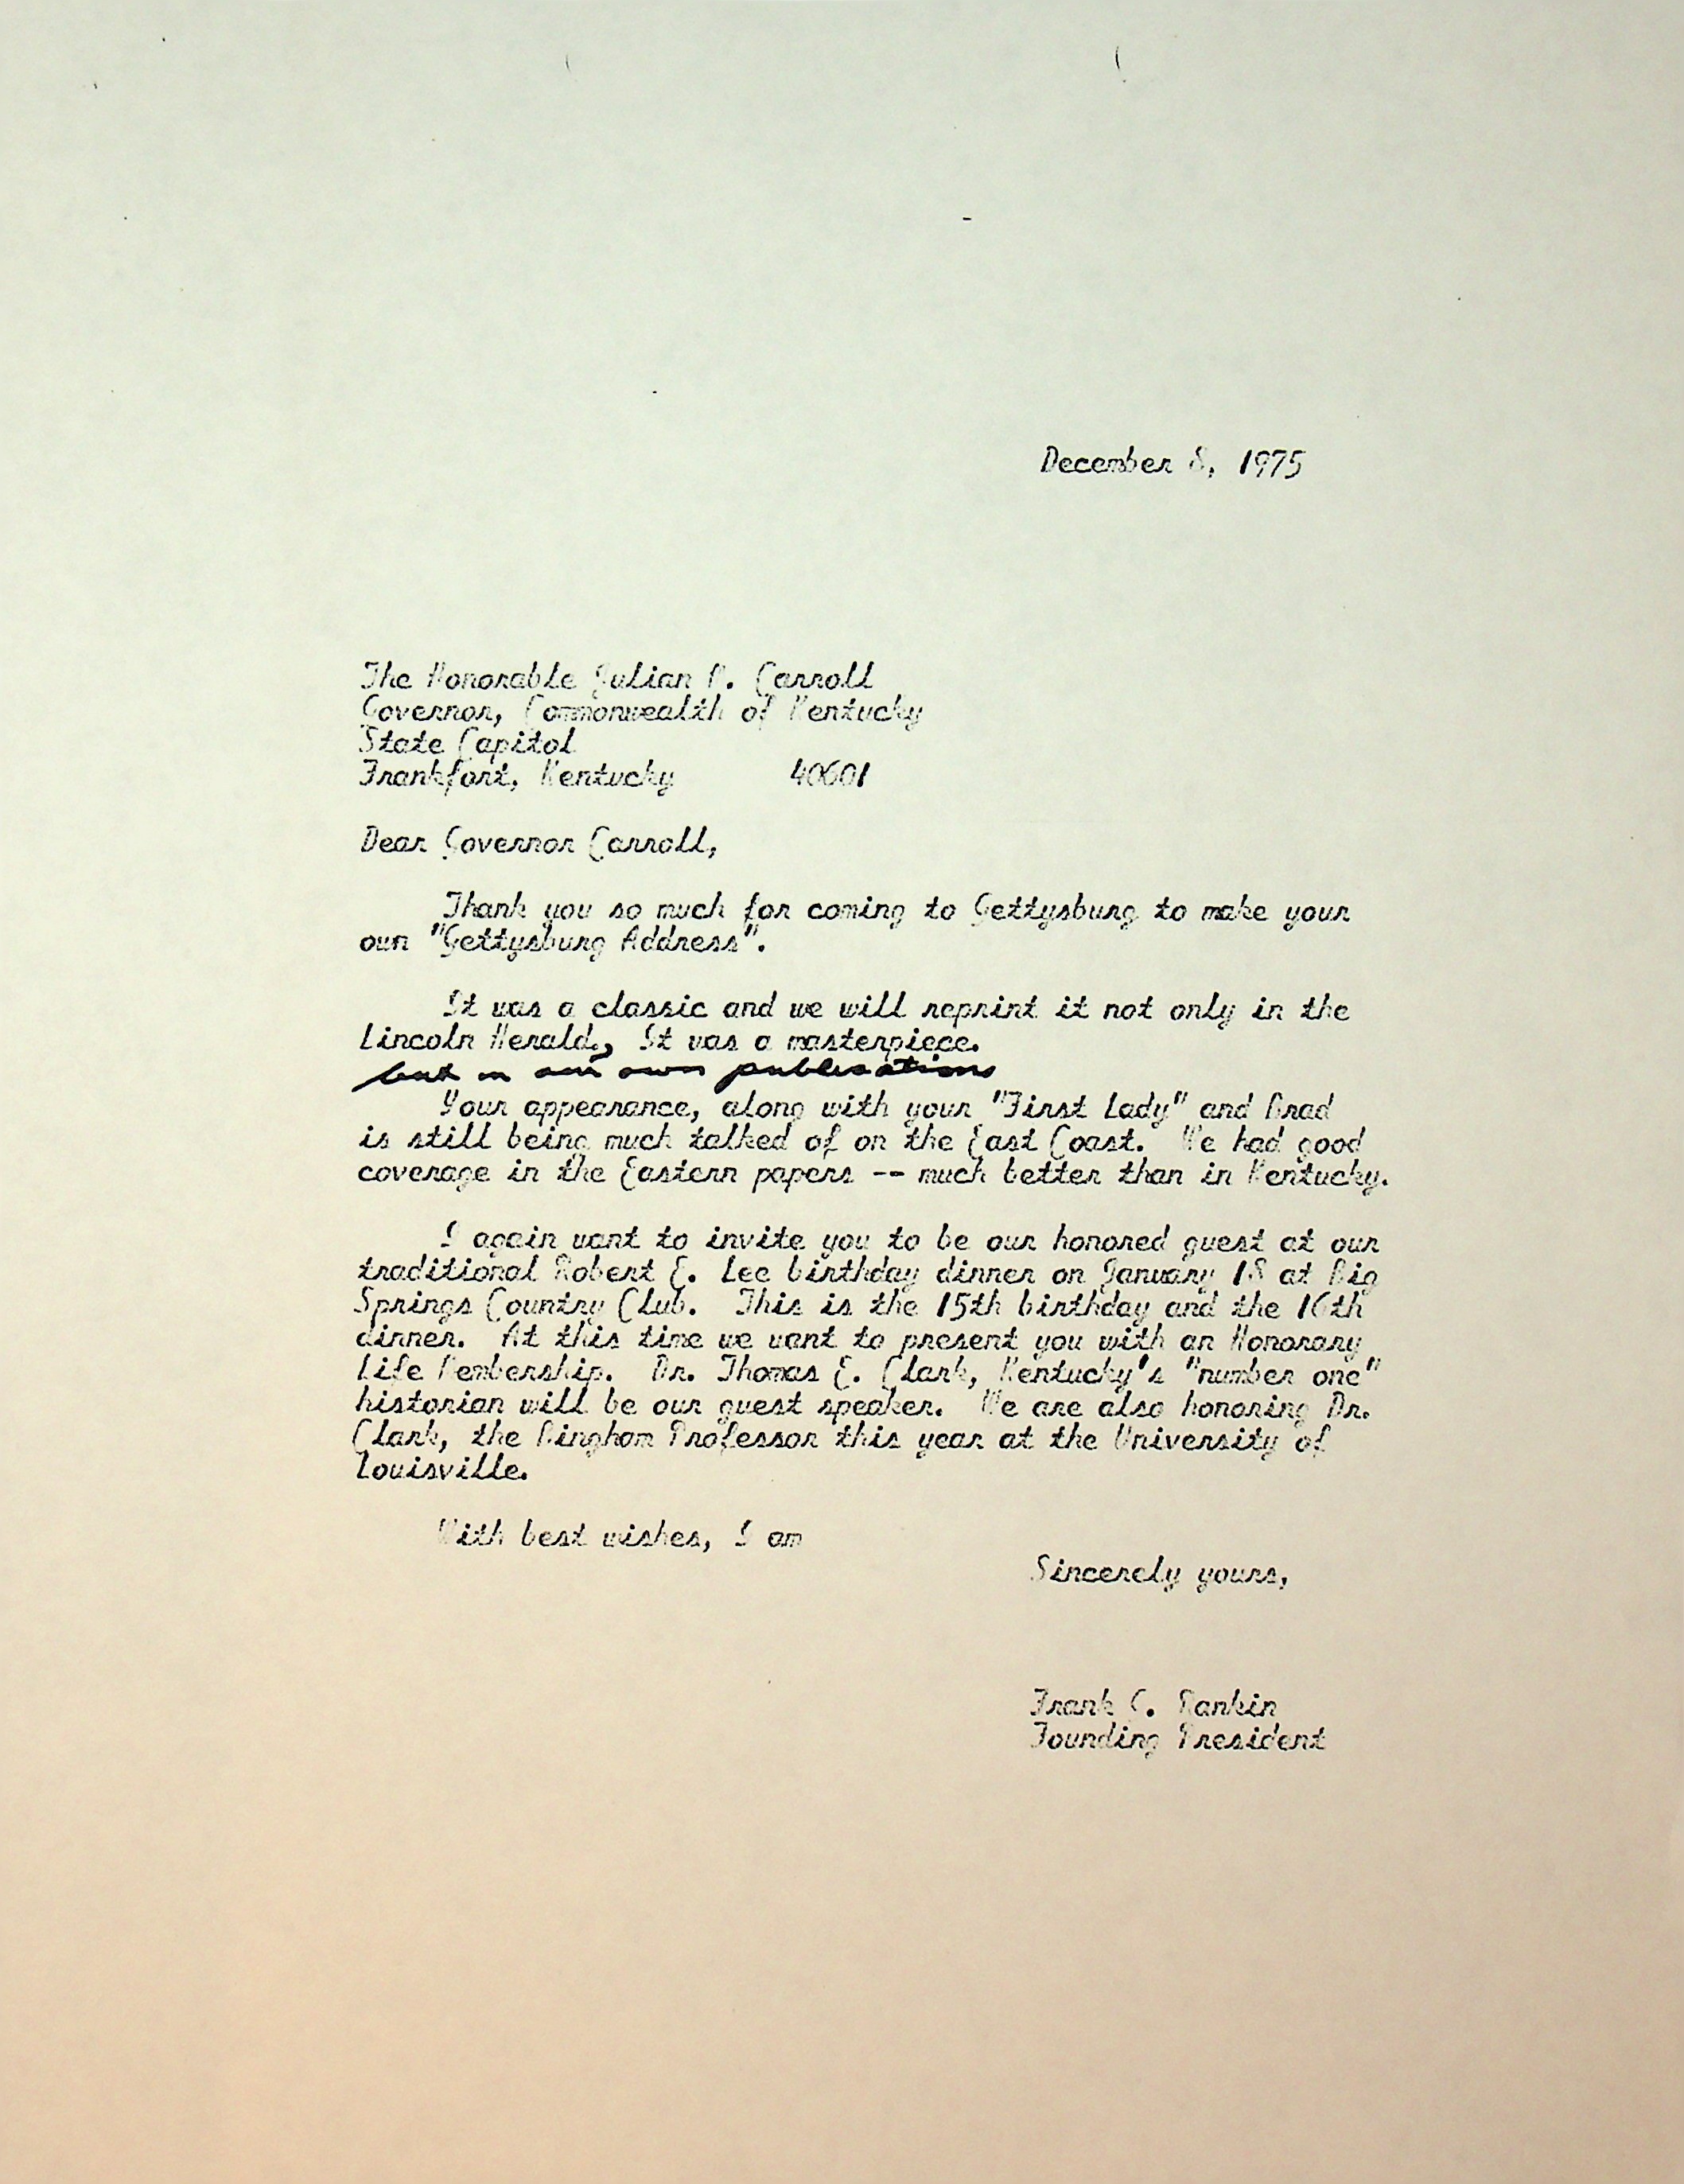 December 8, 1975
The Honorable Julian M. Carroll
Governor, Commonwealth of Kentucky
State Capitol
Frankfort, Kentucky 40601
Dear Governor Carroll,
Thank you so much for coming to Gettysburg to make your
own "Gettysburg Address".
It was a classic and we will reprint it not only in the
Lincoln Herald., It was a masterpiece.
but in our own publications
Your appearance, along with your "First Lady" and Brad
is still being much talked of on the East Coast. We had good
coverage in the Eastern papers -- much better than in Kentucky.
I again want to invite you to be our honored guest at our
traditional Robert E. Lee birthday dinner on January 18 at Big
Springs Country Club. This is the 15th birthday and the 16th
dinner. At this time we want to present you with an Honorary
Life Membership. Dr. Thomas E. Clark, Kentucky's "number one"
historian will be our guest speaker. We are also honoring Dr.
Clark, the Bingham Professor this year at the University of
Louisville.
With best wishes, I am
Sincerely yours,
Frank G. Rankin
Founding President